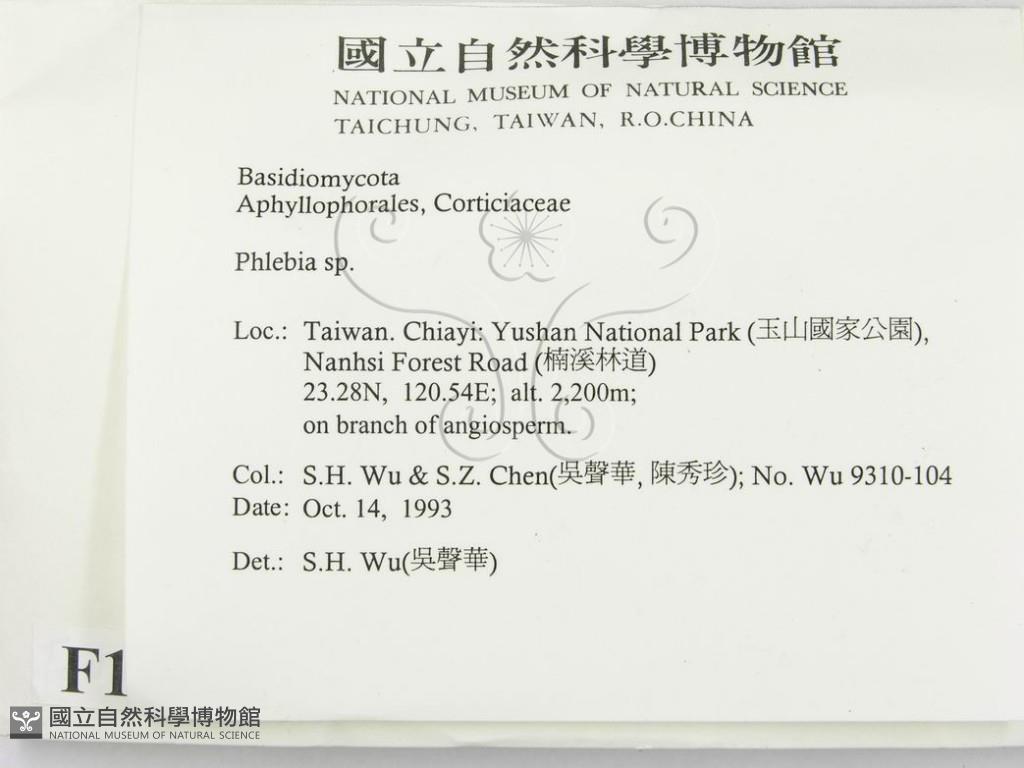 國立自然科學博物館
NATIONAL MUSEUM OF NATURAL SCIENCE
TAICHUNG, TAIWAN, R.O.CHINA
Basidiomycota
Aphyllophorales, Corticiaceae
Phlebia sp.
Loc.: Taiwan. Chiayi: Yushan National Park (玉山國家公園),
Nanhsi Forest Road (楠溪林道)
23.28N, 120.54E; alt. 2,200m;
on branch of angiosperm.
Col.: S.H. Wu & S.Z. Chen(吳聲華, 陳秀珍); No. Wu 9310-104
Date: Oct. 14, 1993
Det.: S.H. Wu(吳聲華)
F1
國立自然科學博物館
NATIONAL MUSEUM OF NATURAL SCIENCE